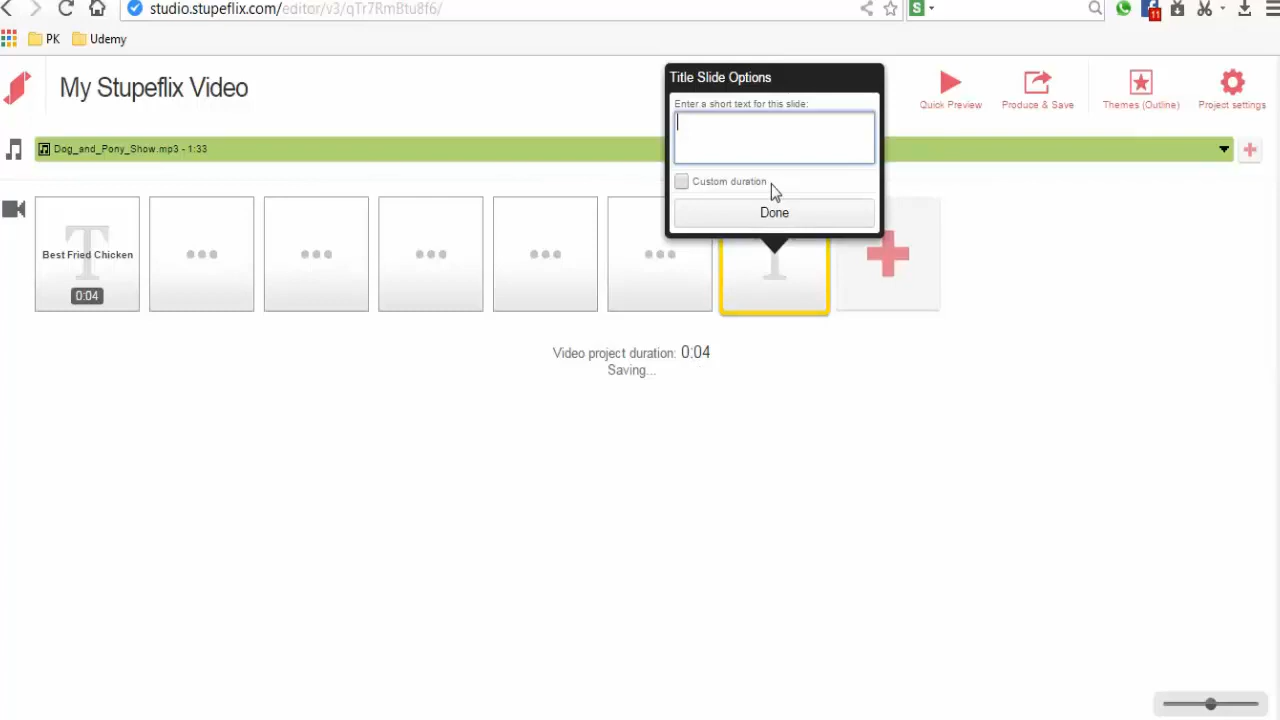 studio.stupeflix.com/editor/v3/qTr7RmBtu8f6/
S
11
PK
Udemy
My Stupeflix Video
Title Slide Options
Enter a short text for this slide:
Custom duration
Done
Quick Preview
Produce & Save
Themes (Outline)
Project settings
Dog_and_Pony_Show.mp3 - 1:33
T
Best Fried Chicken
0:04
T
Video project duration: 0:04
Saving...